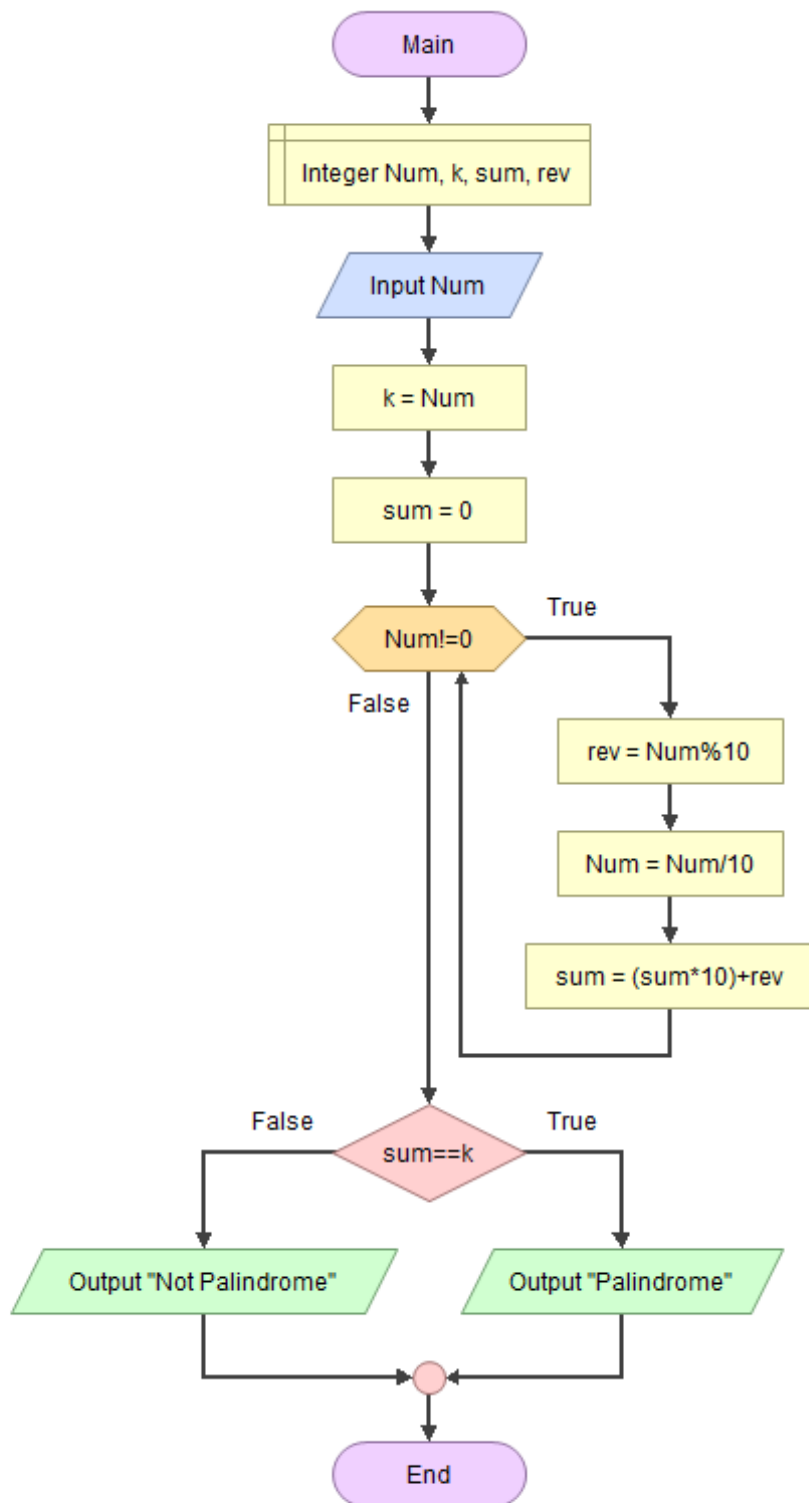 Main
Integer Num, k, sum, rev
Input Num
k = Num
sum = 0
Num!=0
True
False
rev = Num%10
Num = Num/10
sum = (sum*10)+rev
False
True
sum==k
Output "Not Palindrome"
Output "Palindrome"
End